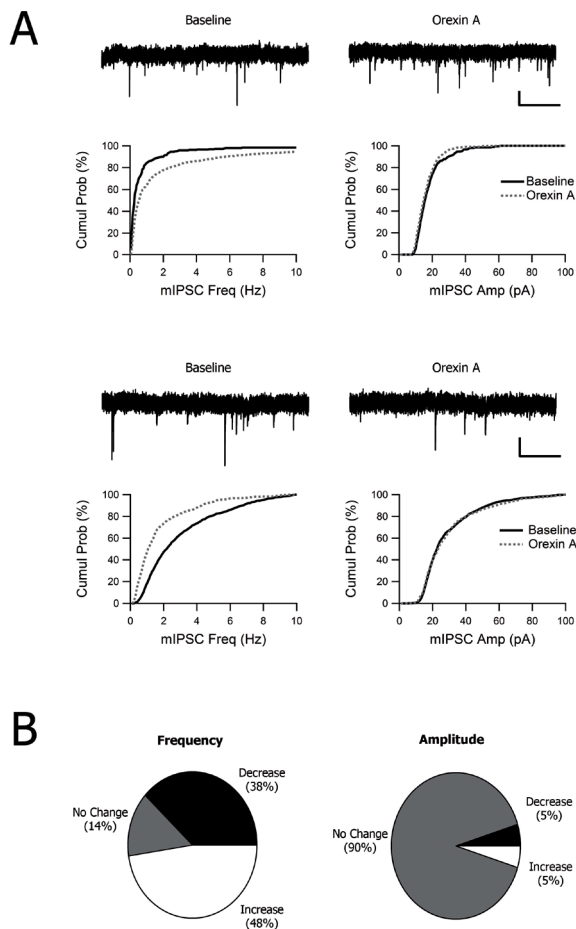 A
Baseline
Orexin A
100
80
60
40
20
0
Cumul Prob (%)
0 2 4 6 8 10
mIPSC Freq (Hz)
100
80
60
40
20
0
Cumul Prob (%)
Baseline
Orexin A
0 20 40 60 80 100
mIPSC Amp (pA)
Baseline
Orexin A
100
80
60
40
20
0
Cumul Prob (%)
0 2 4 6 8 10
mIPSC Freq (Hz)
100
80
60
40
20
0
Cumul Prob (%)
Baseline
Orexin A
0 20 40 60 80 100
mIPSC Amp (pA)
B
Frequency
Decrease
(38%)
No Change
(14%)
Increase
(48%)
Amplitude
Decrease
(5%)
No Change
(90%)
Increase
(5%)